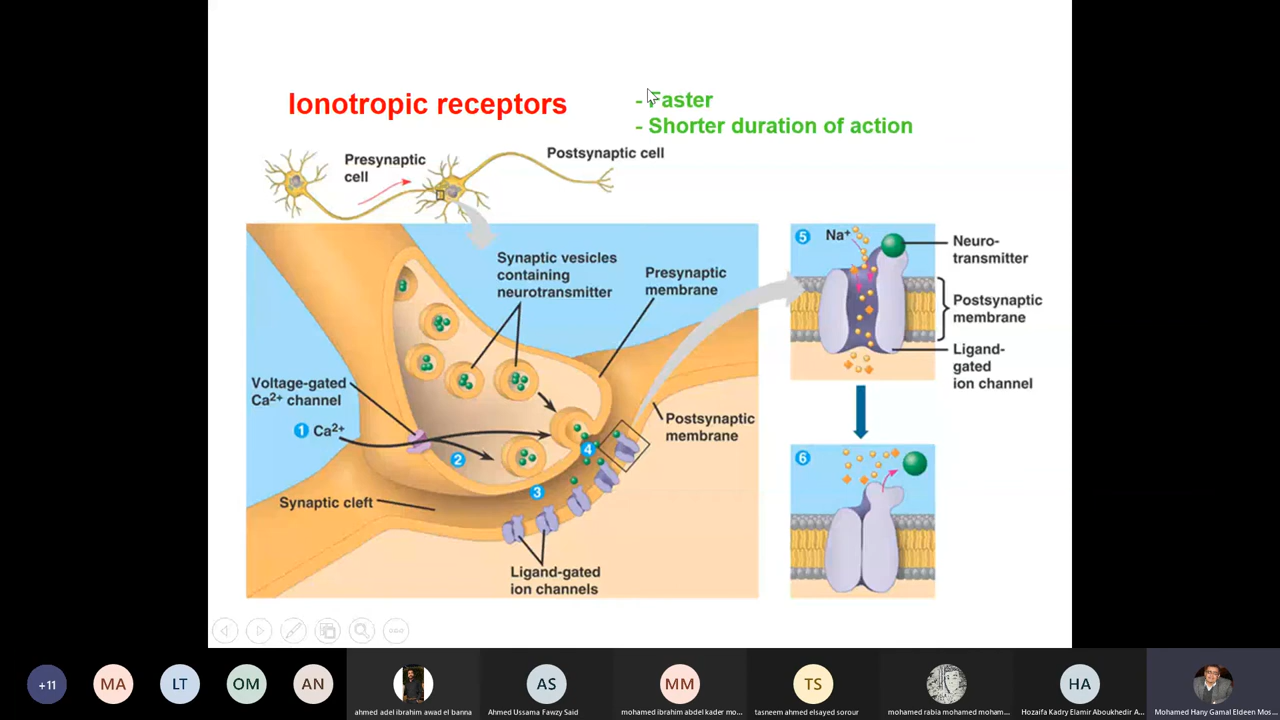 Ionotropic receptors
- Faster
- Shorter duration of action
Presynaptic
cell
Postsynaptic cell
Synaptic vesicles
containing
neurotransmitter
Presynaptic
membrane
Voltage-gated
Ca2+ channel
1 Ca2+
2
3
4
Postsynaptic
membrane
Synaptic cleft
Ligand-gated
ion channels
5
Na+
Neuro-
transmitter
Postsynaptic
membrane
Ligand-
gated
ion channel
6
+11
MA
LT
OM
AN
AS
MM
TS
HA
ahmed adel ibrahim awad el banna
Ahmed Ussama Fawzy Said
mohamed ibrahim abdel kader mo...
tasneem ahmed elsayed sorour
mohamed rabia mohamed moham...
Hozaifa Kadry Elamir Aboukhedir A...
Mohamed Hany Gamal Eldeen Mos...